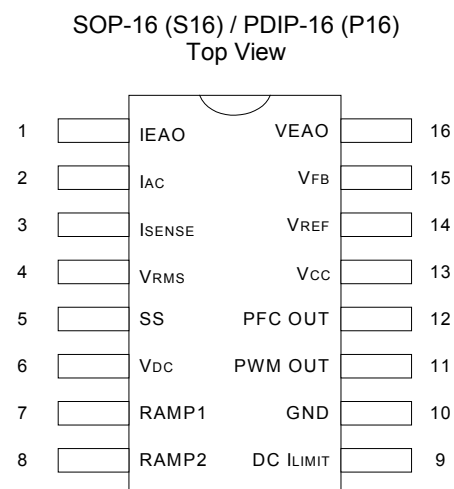 SOP-16 (S16) / PDIP-16 (P16)
Top View
1 IEAO VEAO 16
2 IAC VFB 15
3 ISENSE VREF 14
4 VRMS VCC 13
5 SS PFC OUT 12
6 VDC PWM OUT 11
7 RAMP1 GND 10
8 RAMP2 DC ILIMIT 9